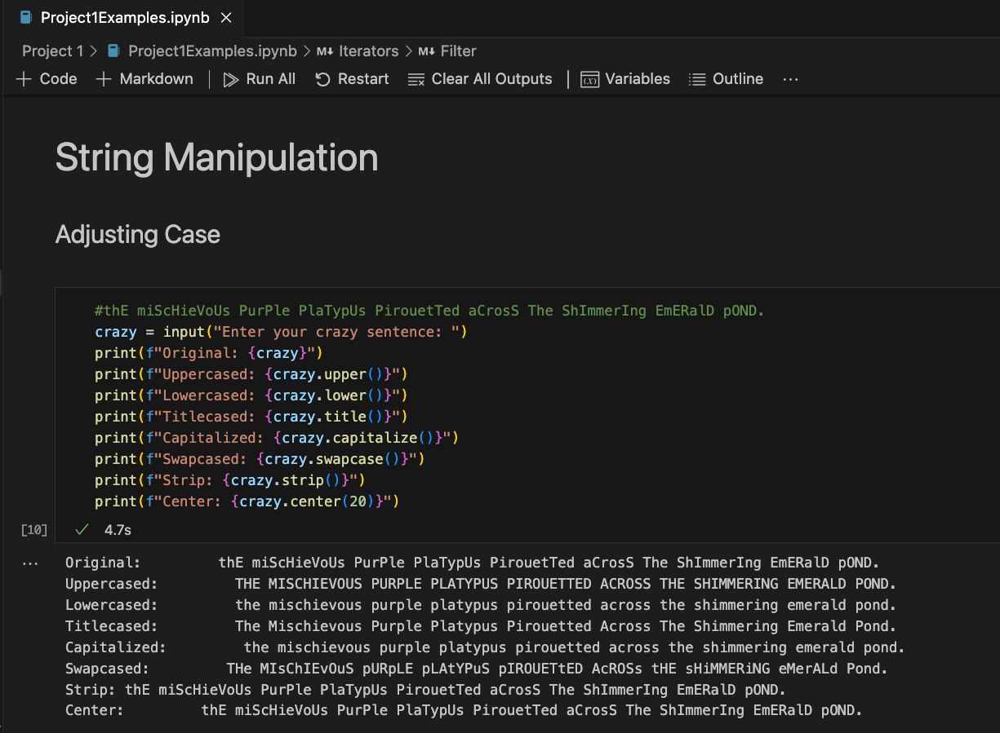 Project1Examples.ipynb ×
Project 1 > Project1Examples.ipynb > M↓ Iterators > M↓ Filter
+ Code + Markdown | Run All Restart Clear All Outputs | (x) Variables Outline ...
String Manipulation
Adjusting Case
#thE miScHieVoUs PurPle PlaTypUs PirouetTed aCrosS The ShImmerIng EmERalD pOND.
crazy = input("Enter your crazy sentence: ")
print(f"Original: {crazy}")
print(f"Uppercased: {crazy.upper()}")
print(f"Lowercased: {crazy.lower()}")
print(f"Titlecased: {crazy.title()}")
print(f"Capitalized: {crazy.capitalize()}")
print(f"Swapcased: {crazy.swapcase()}")
print(f"Strip: {crazy.strip()}")
print(f"Center: {crazy.center(20)}")
[10] ✓ 4.7s
... Original:         thE miScHieVoUs PurPle PlaTypUs PirouetTed aCrosS The ShImmerIng EmERalD pOND.
Uppercased:         THE MISCHIEVOUS PURPLE PLATYPUS PIROUETTED ACROSS THE SHIMMERING EMERALD POND.
Lowercased:         the mischievous purple platypus pirouetted across the shimmering emerald pond.
Titlecased:         The Mischievous Purple Platypus Pirouetted Across The Shimmering Emerald Pond.
Capitalized:         the mischievous purple platypus pirouetted across the shimmering emerald pond.
Swapcased:         THe MIsChIEvOuS pURpLE pLAtYPuS pIROUETtED AcROSs tHE sHiMMERiNG eMerALd Pond.
Strip: thE miScHieVoUs PurPle PlaTypUs PirouetTed aCrosS The ShImmerIng EmERalD pOND.
Center:         thE miScHieVoUs PurPle PlaTypUs PirouetTed aCrosS The ShImmerIng EmERalD pOND.